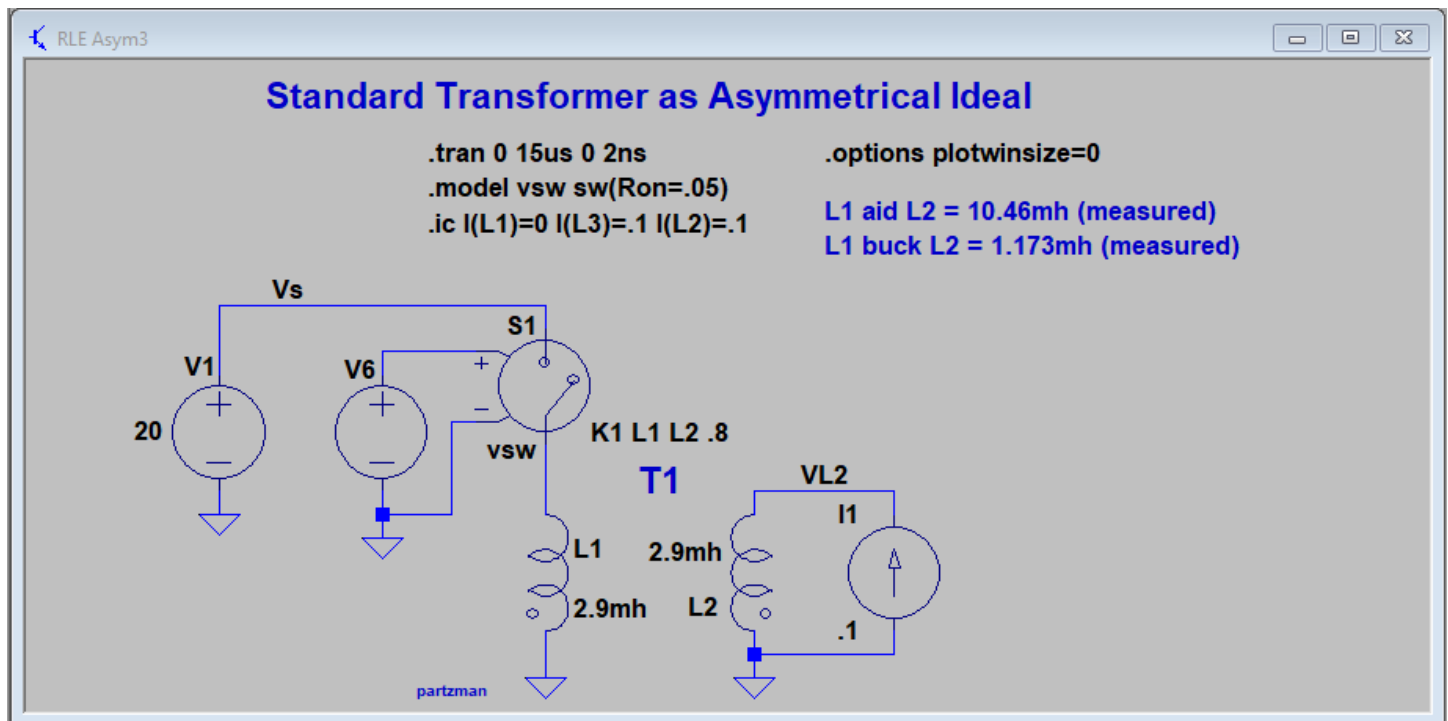 RLE Asym3
Standard Transformer as Asymmetrical Ideal
.tran 0 15us 0 2ns
.options plotwinsize=0
.model vsw sw(Ron=.05)
.ic I(L1)=0 I(L3)=.1 I(L2)=.1
L1 aid L2 = 10.46mh (measured)
L1 buck L2 = 1.173mh (measured)
Vs
S1
V1
V6
+
+
+
20
K1 L1 L2 .8
vsw
T1
VL2
I1
L1
2.9mh
2.9mh
L2
.1
partzman